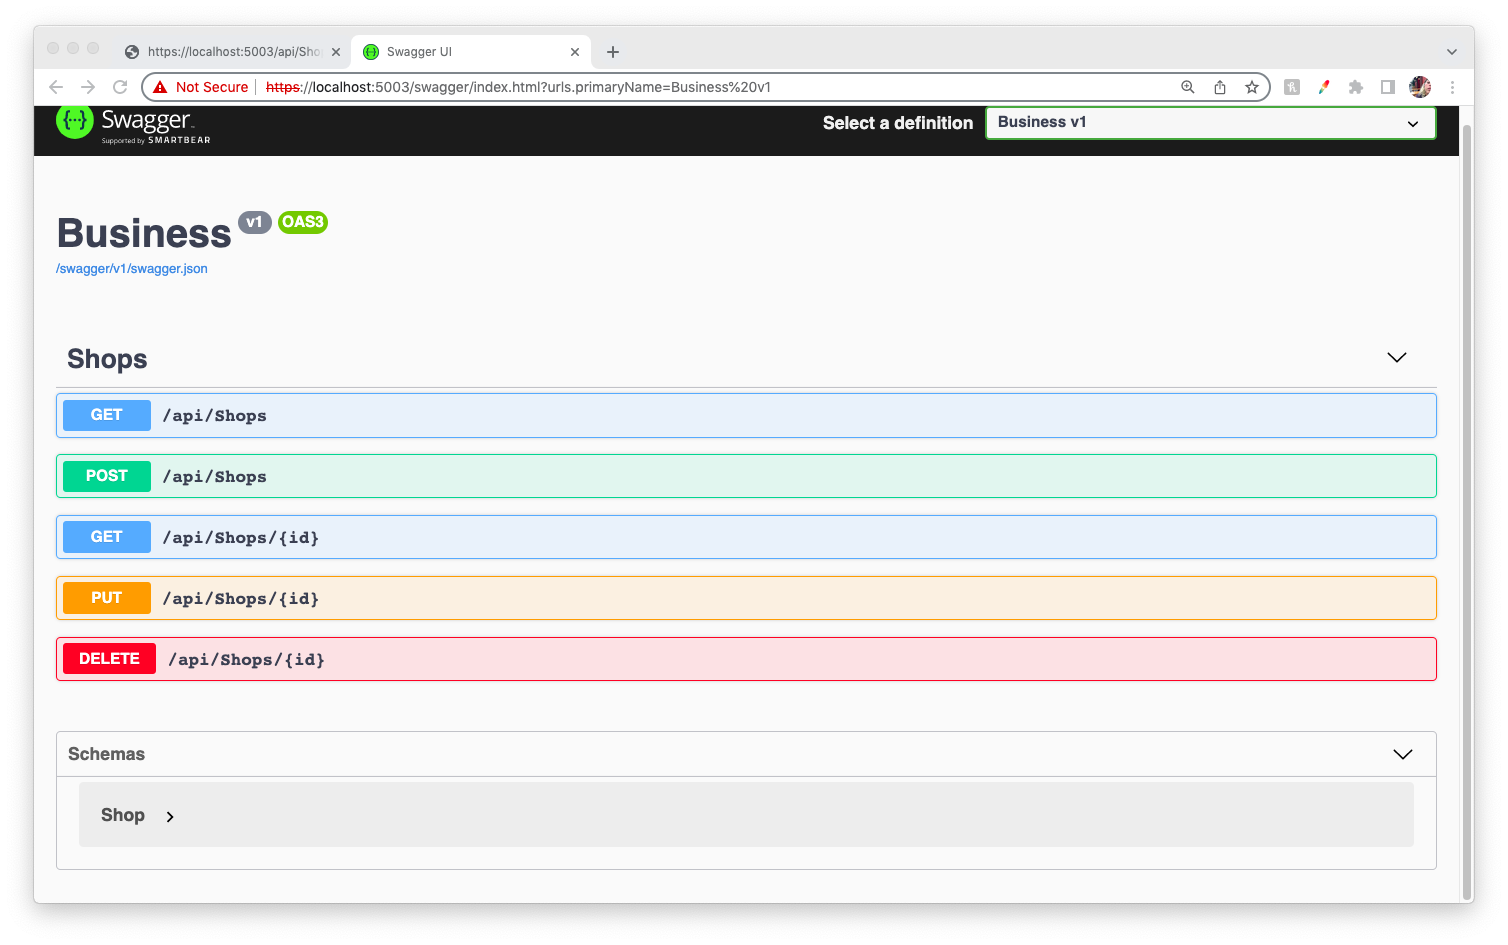 https://localhost:5003/api/Sho
Swagger UI
Not Secure
https://localhost:5003/swagger/index.html?urls.primaryName=Business%20v1
Swagger™
Supported by SMARTBEAR
Select a definition
Business v1
Business v1 OAS3
/swagger/v1/swagger.json
Shops
GET /api/Shops
POST /api/Shops
GET /api/Shops/{id}
PUT /api/Shops/{id}
DELETE /api/Shops/{id}
Schemas
Shop